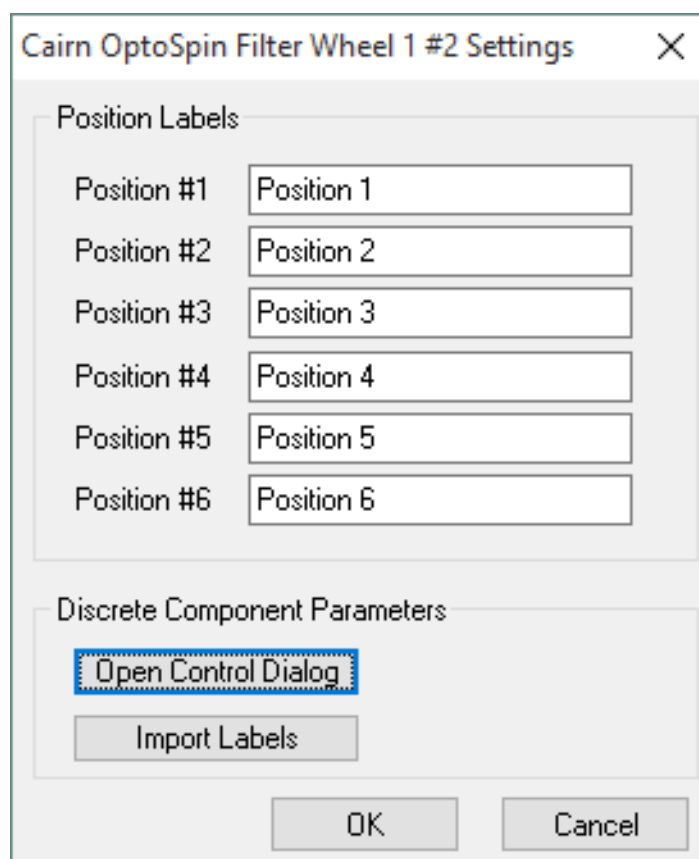 Cairn OptoSpin Filter Wheel 1 #2 Settings
Position Labels
Position #1 Position 1
Position #2 Position 2
Position #3 Position 3
Position #4 Position 4
Position #5 Position 5
Position #6 Position 6
Discrete Component Parameters
Open Control Dialog
Import Labels
OK Cancel